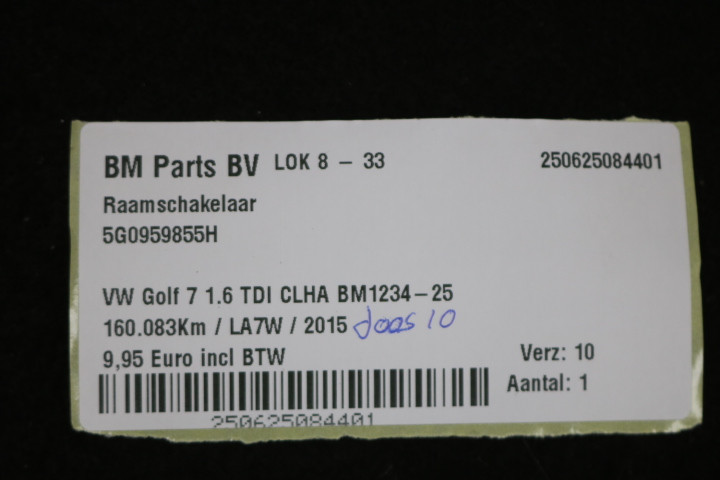 BM Parts BV LOK 8 - 33 250625084401
Raamschakelaar
5G0959855H
VW Golf 7 1.6 TDI CLHA BM1234-25
160.083Km / LA7W / 2015 doos 10
9,95 Euro incl BTW Verz: 10
Aantal: 1
250625084401